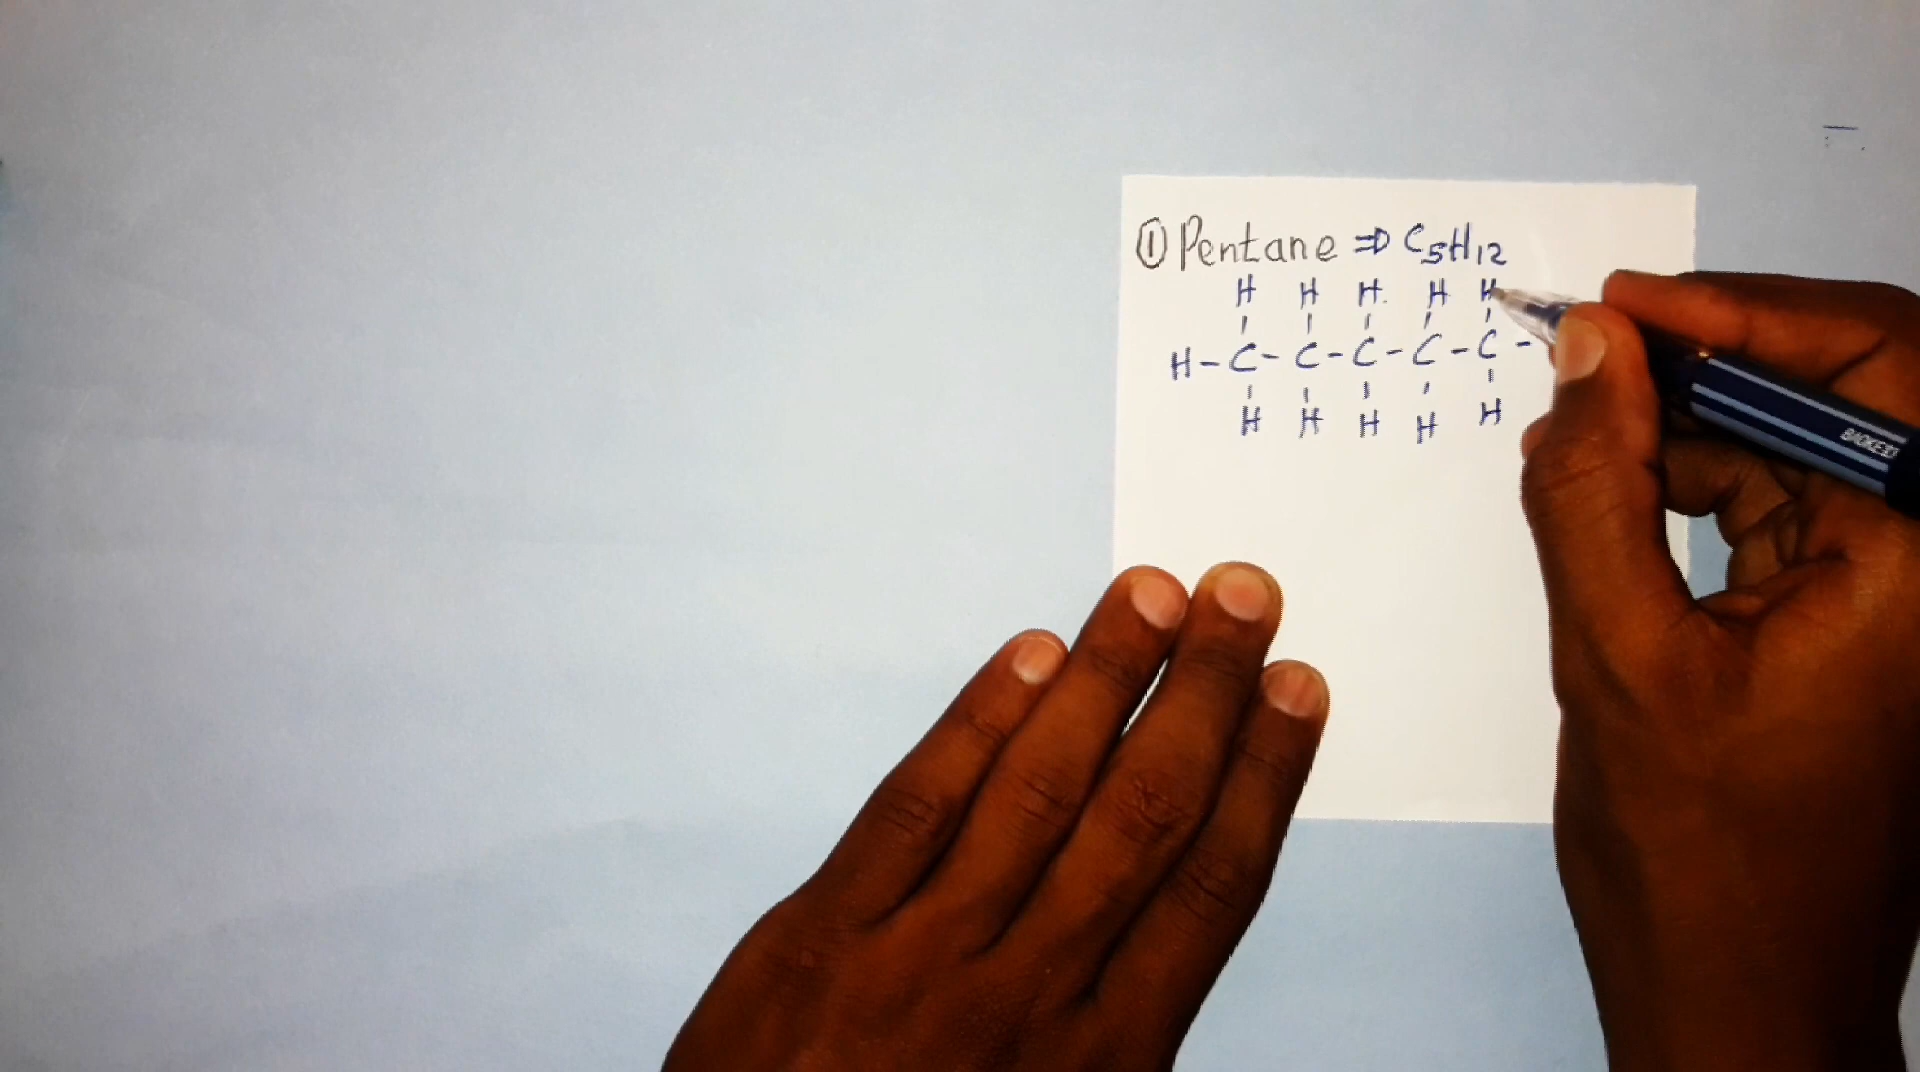 ① Pentane ⇒ C₅H₁₂
H H H H H
H-C-C-C-C-C-
H H H H H